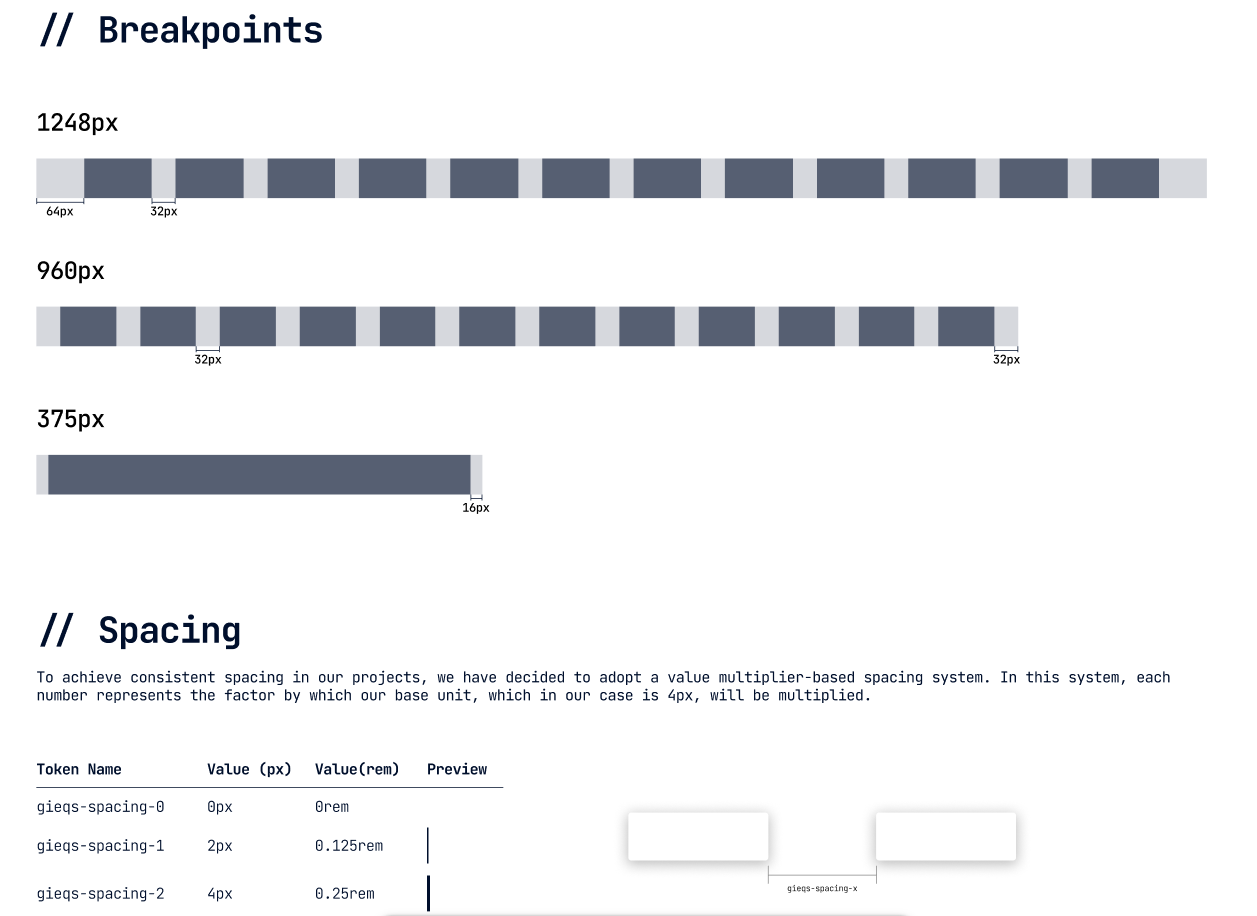 // Breakpoints
1248px
64px
32px
960px
32px
32px
375px
16px
// Spacing
To achieve consistent spacing in our projects, we have decided to adopt a value multiplier-based spacing system. In this system, each
number represents the factor by which our base unit, which in our case is 4px, will be multiplied.
Token Name Value (px) Value(rem) Preview
gieqs-spacing-0 0px 0rem
gieqs-spacing-1 2px 0.125rem
gieqs-spacing-2 4px 0.25rem
gieqs-spacing-x